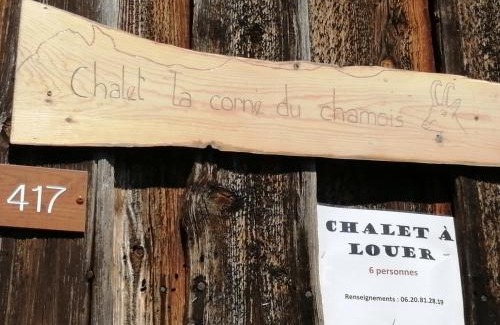 Chalet la corne du chamois
417
CHALET À
LOUER
6 personnes
Renseignements : 06.20.81.28.19